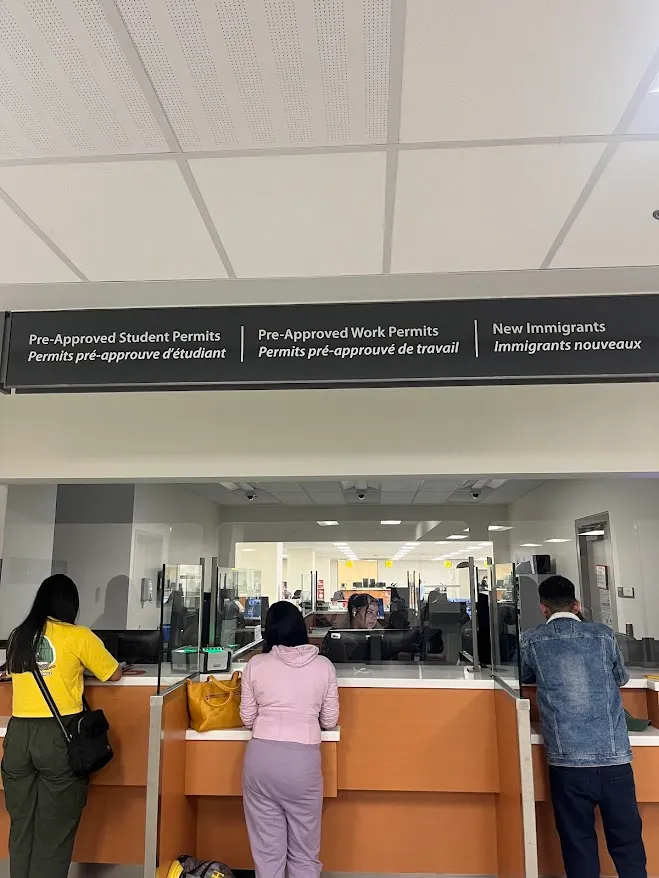 Pre-Approved Student Permits
Permits pré-approuve d'étudiant
Pre-Approved Work Permits
Permits pré-approuvé de travail
New Immigrants
Immigrants nouveaux